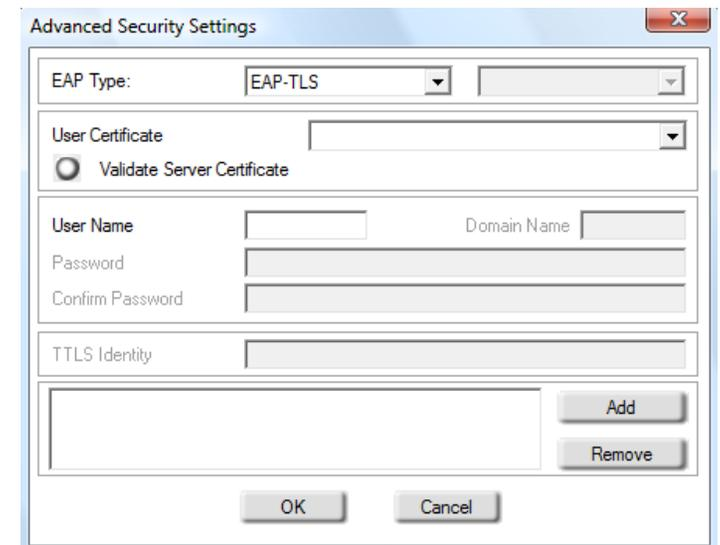 Advanced Security Settings
EAP Type: EAP-TLS
User Certificate
Validate Server Certificate
User Name Domain Name
Password
Confirm Password
TTLS Identity
Add
Remove
OK Cancel